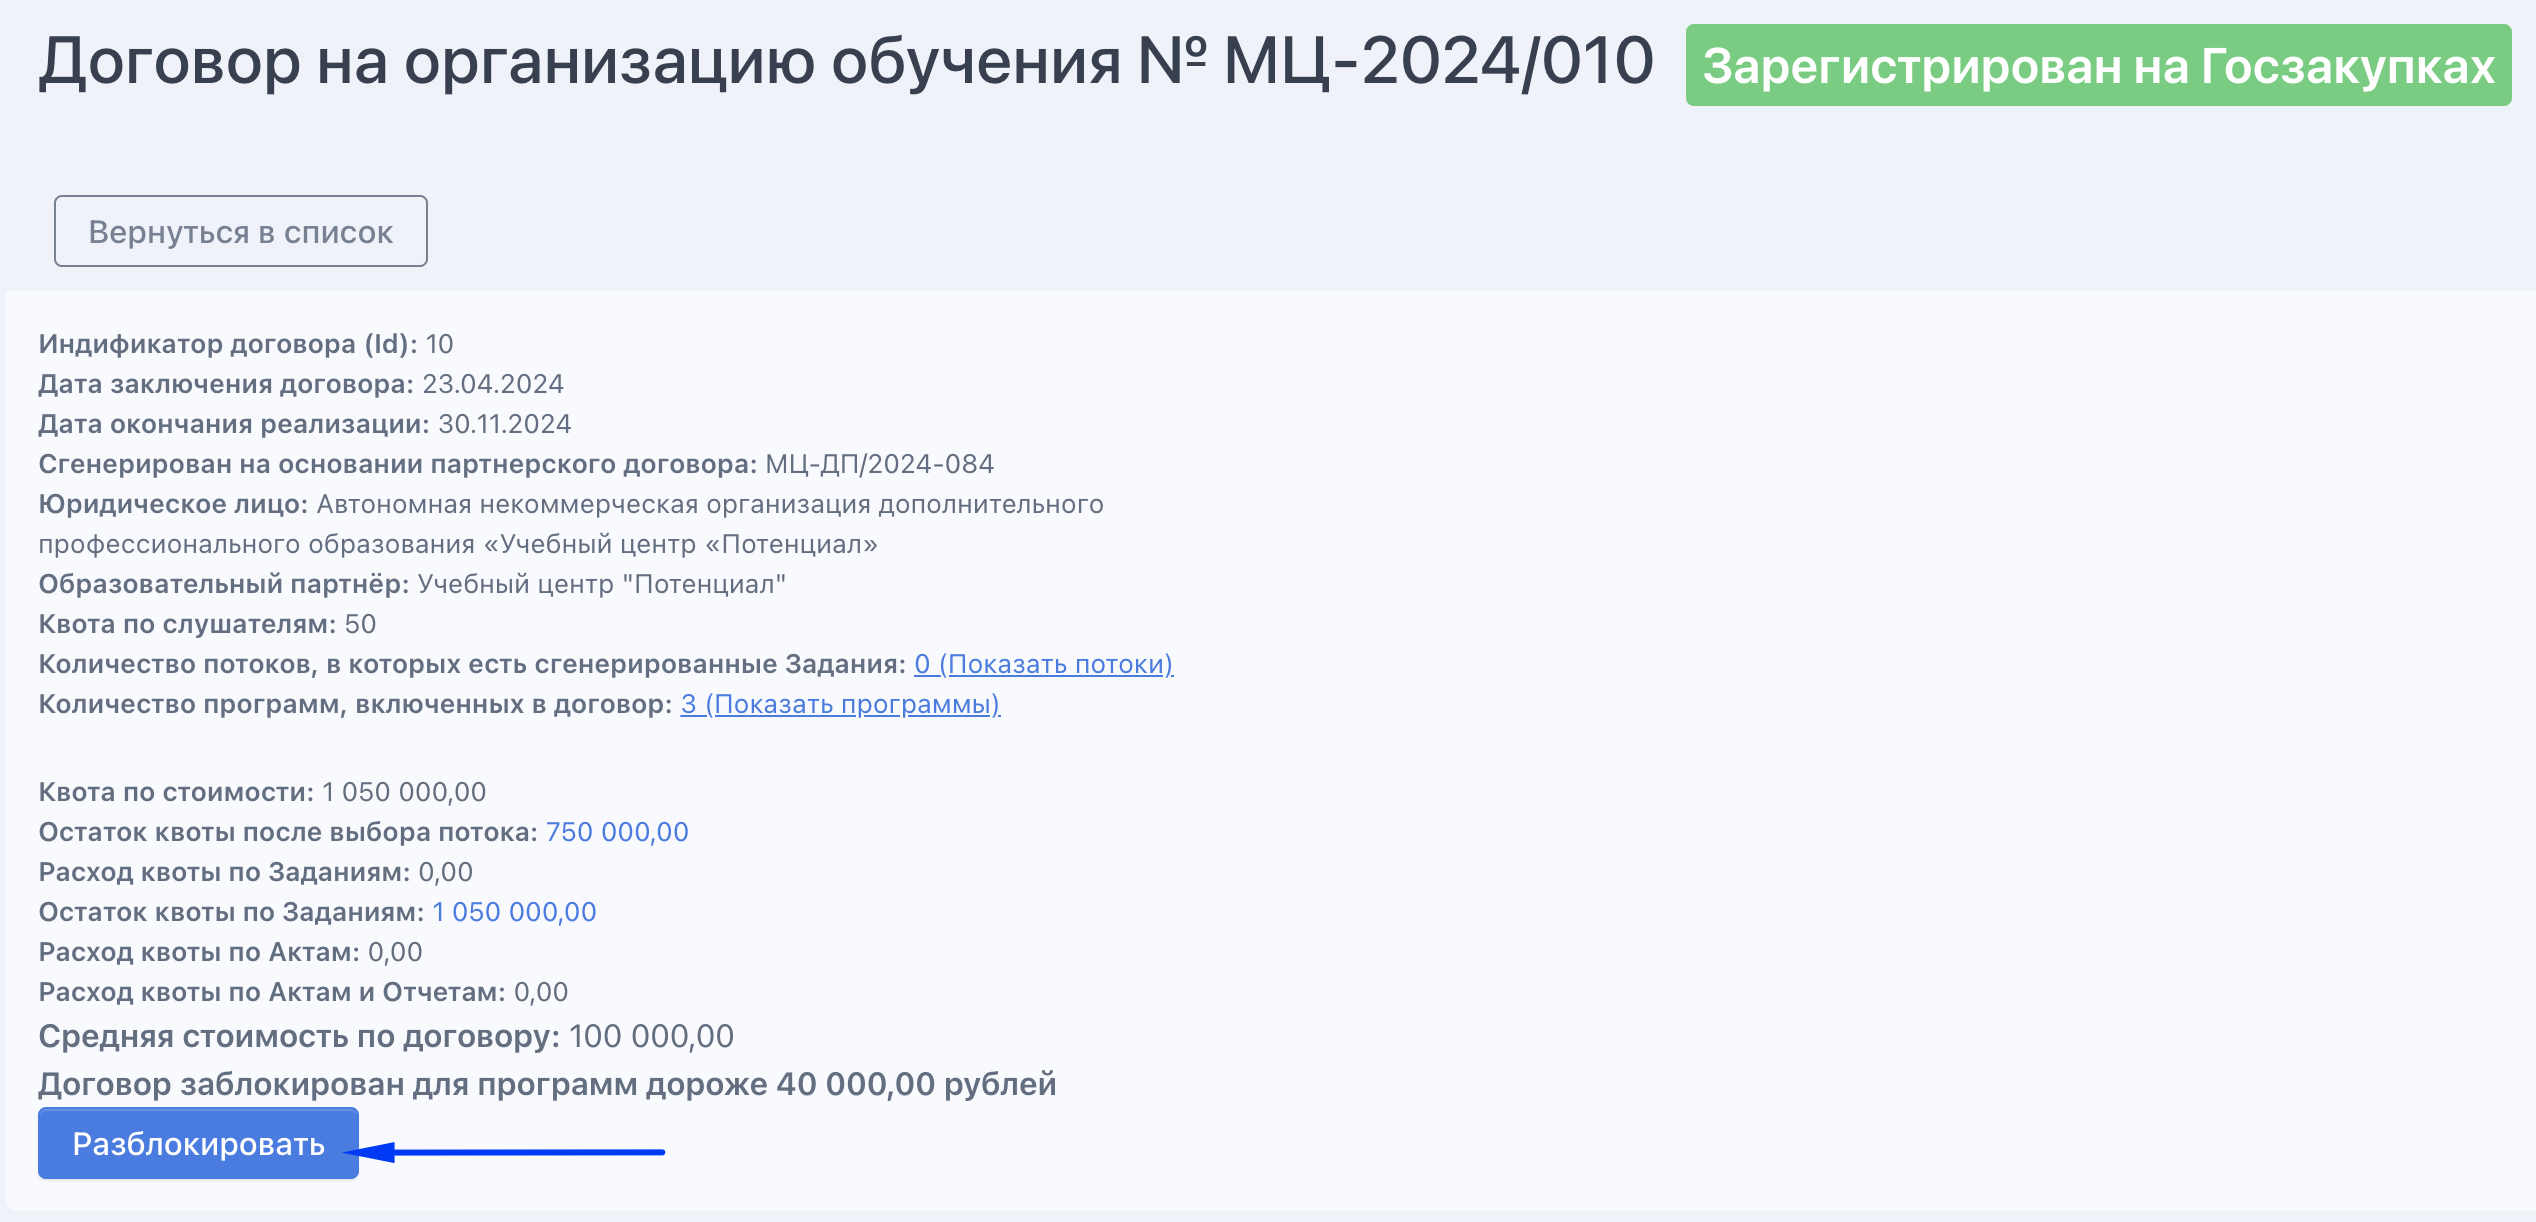 Договор на организацию обучения № МЦ-2024/010 Зарегистрирован на Госзакупках
Вернуться в список
Индификатор договора (Id): 10
Дата заключения договора: 23.04.2024
Дата окончания реализации: 30.11.2024
Сгенерирован на основании партнерского договора: МЦ-ДП/2024-084
Юридическое лицо: Автономная некоммерческая организация дополнительного
профессионального образования «Учебный центр «Потенциал»
Образовательный партнёр: Учебный центр "Потенциал"
Квота по слушателям: 50
Количество потоков, в которых есть сгенерированные Задания: 0 (Показать потоки)
Количество программ, включенных в договор: 3 (Показать программы)
Квота по стоимости: 1 050 000,00
Остаток квоты после выбора потока: 750 000,00
Расход квоты по Заданиям: 0,00
Остаток квоты по Заданиям: 1 050 000,00
Расход квоты по Актам: 0,00
Расход квоты по Актам и Отчетам: 0,00
Средняя стоимость по договору: 100 000,00
Договор заблокирован для программ дороже 40 000,00 рублей
Разблокировать